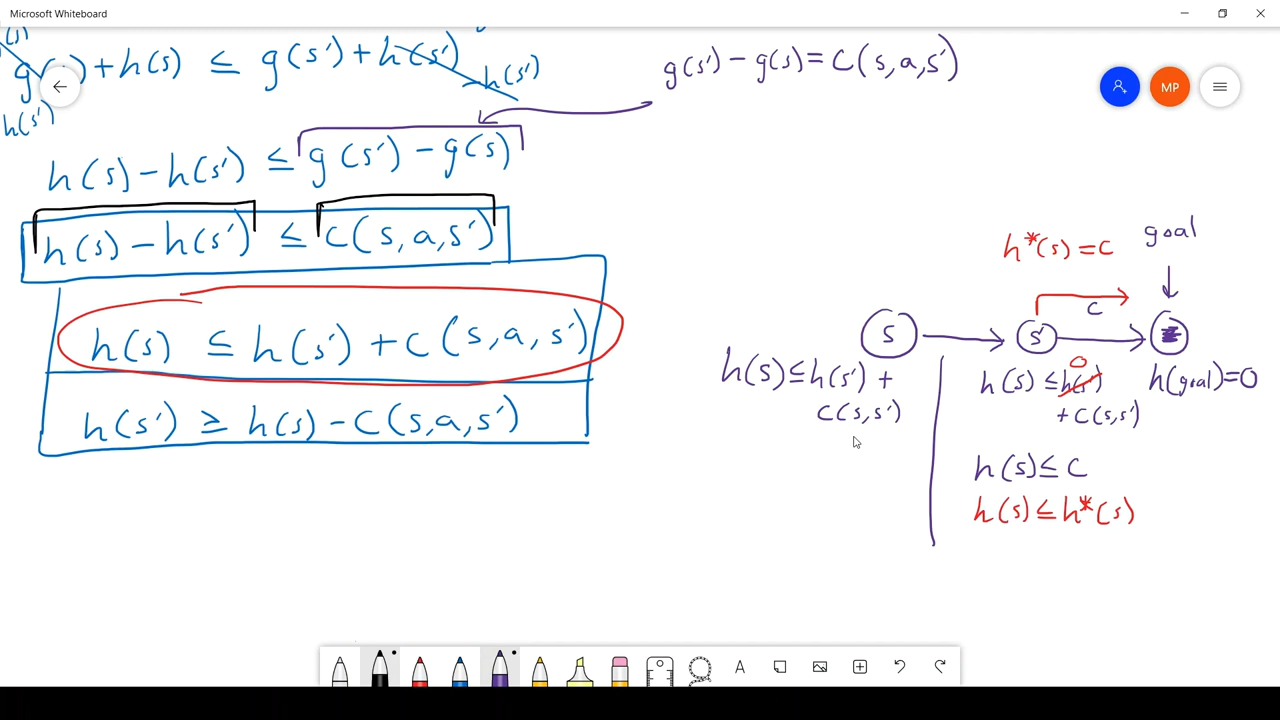 Microsoft Whiteboard
g(s)+h(s) ≤ g(s')+h(s')
-h(s')
h(s')
g(s') - g(s) = C(s,a,s')
MP
h(s) - h(s') ≤ g(s') - g(s)
h(s) - h(s') ≤ c(s,a,s')
h(s) ≤ h(s') + c(s,a,s')
h(s') ≥ h(s) - c(s,a,s')
h*(s) = c
goal
c
S
s'
h(s) ≤ h(s') +
c(s,s')
0
h(s) ≤ h(s')
+ c(s,s')
h(goal)=0
h(s) ≤ c
h(s) ≤ h*(s)
A